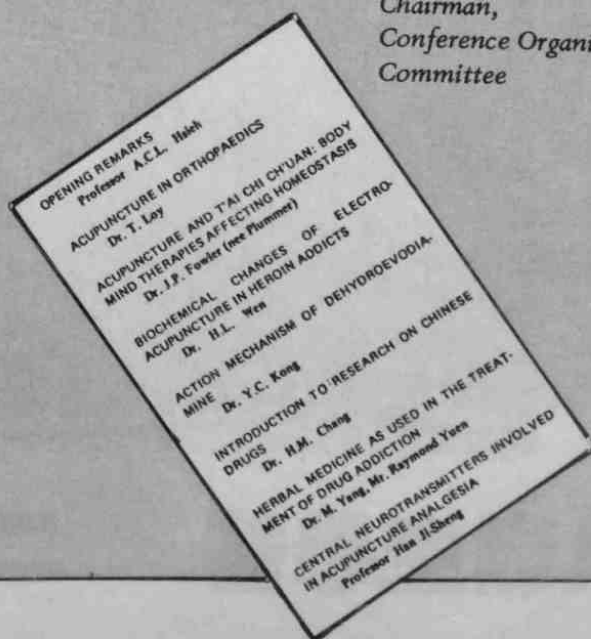 Chairman,
Conference Organi
Committee
OPENING REMARKS
Professor A.C.L. Hsieh
ACUPUNCTURE IN ORTHOPAEDICS
Dr. T. Loy
ACUPUNCTURE AND T'AI CHI CH'UAN: BODY
MIND THERAPIES AFFECTING HOMEOSTASIS
Dr. J.P. Fowler (nee Plummer)
BIOCHEMICAL CHANGES OF ELECTRO-
ACUPUNCTURE IN HEROIN ADDICTS
Dr. H.L. Wen
ACTION MECHANISM OF DEHYDROEVODIA-
MINE
Dr. Y.C. Kong
INTRODUCTION TO RESEARCH ON CHINESE
DRUGS
Dr. H.M. Chang
HERBAL MEDICINE AS USED IN THE TREAT-
MENT OF DRUG ADDICTION
Dr. M. Yang, Mr. Raymond Yuen
CENTRAL NEUROTRANSMITTERS INVOLVED
IN ACUPUNCTURE ANALGESIA
Professor Han Ji-Sheng